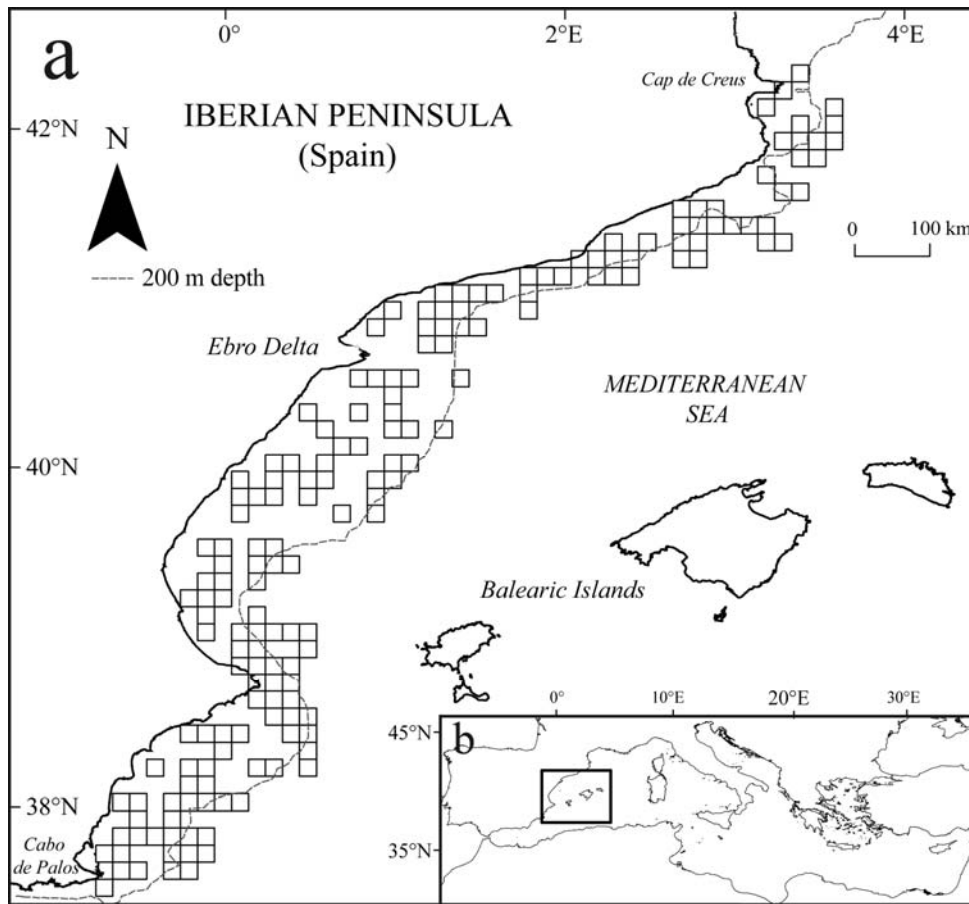 0°
2°E
4°E
a
Cap de Creus
IBERIAN PENINSULA
(Spain)
42°N
N
0
100 km
200 m depth
Ebro Delta
MEDITERRANEAN
SEA
40°N
Balearic Islands
0°
10°E
20°E
30°E
b
45°N
38°N
35°N
Cabo
de Palos